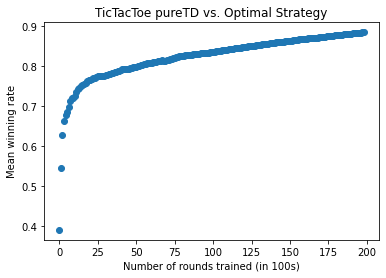 TicTacToe pureTD vs. Optimal Strategy
0.9
0.8
0.7
0.6
0.5
0.4
Mean winning rate
0 25 50 75 100 125 150 175 200
Number of rounds trained (in 100s)